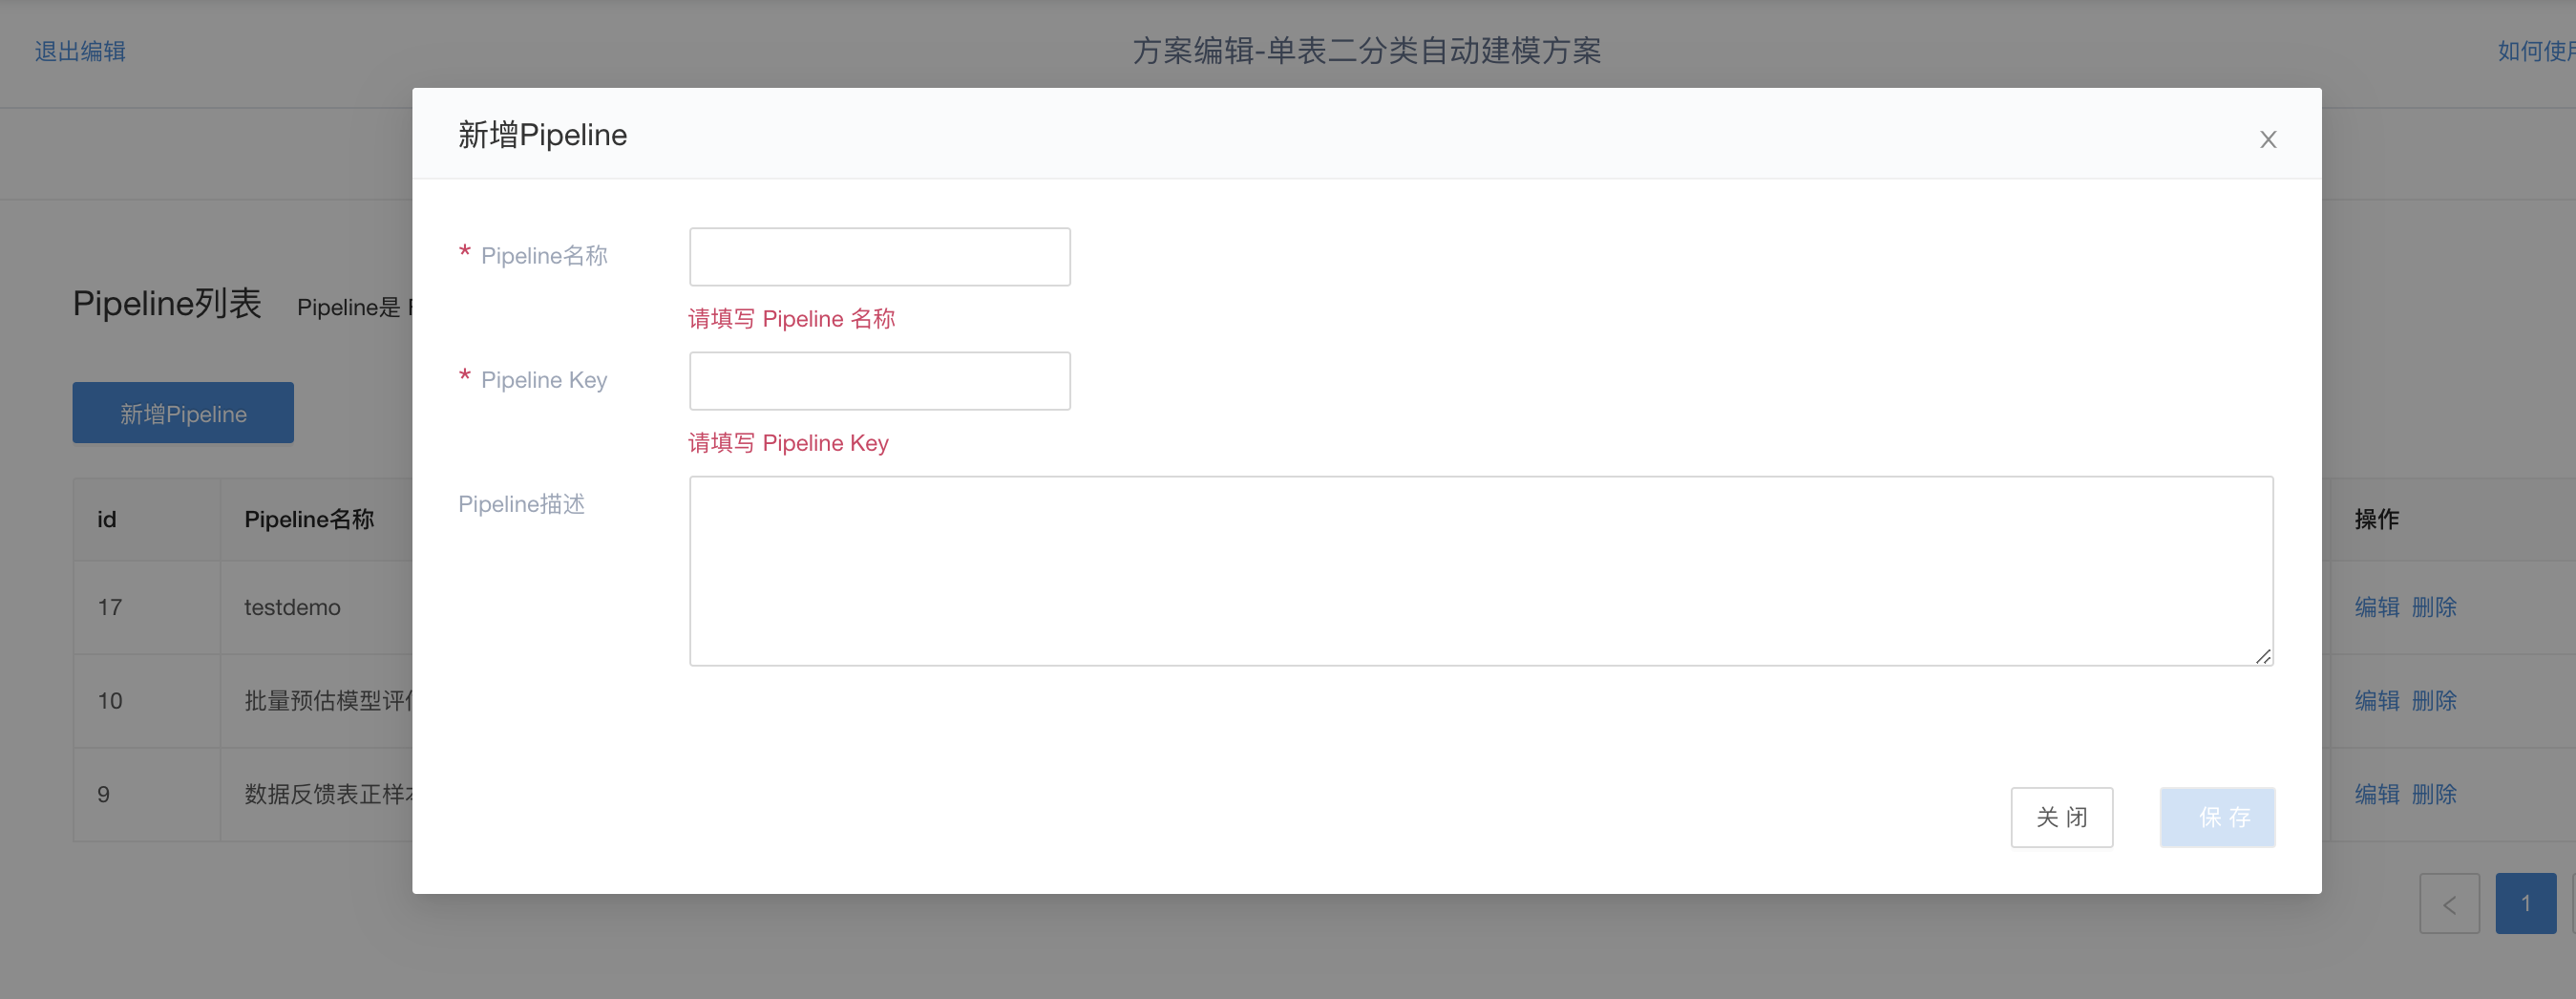 退出编辑
方案编辑-单表二分类自动建模方案
如何使用
新增Pipeline
* Pipeline名称
请填写 Pipeline 名称
* Pipeline Key
请填写 Pipeline Key
Pipeline描述
关 闭
保 存
Pipeline列表
Pipeline是
新增Pipeline
id
Pipeline名称
操作
17
testdemo
编辑 删除
10
批量预估模型评
编辑 删除
9
数据反馈表正样
编辑 删除
<
1